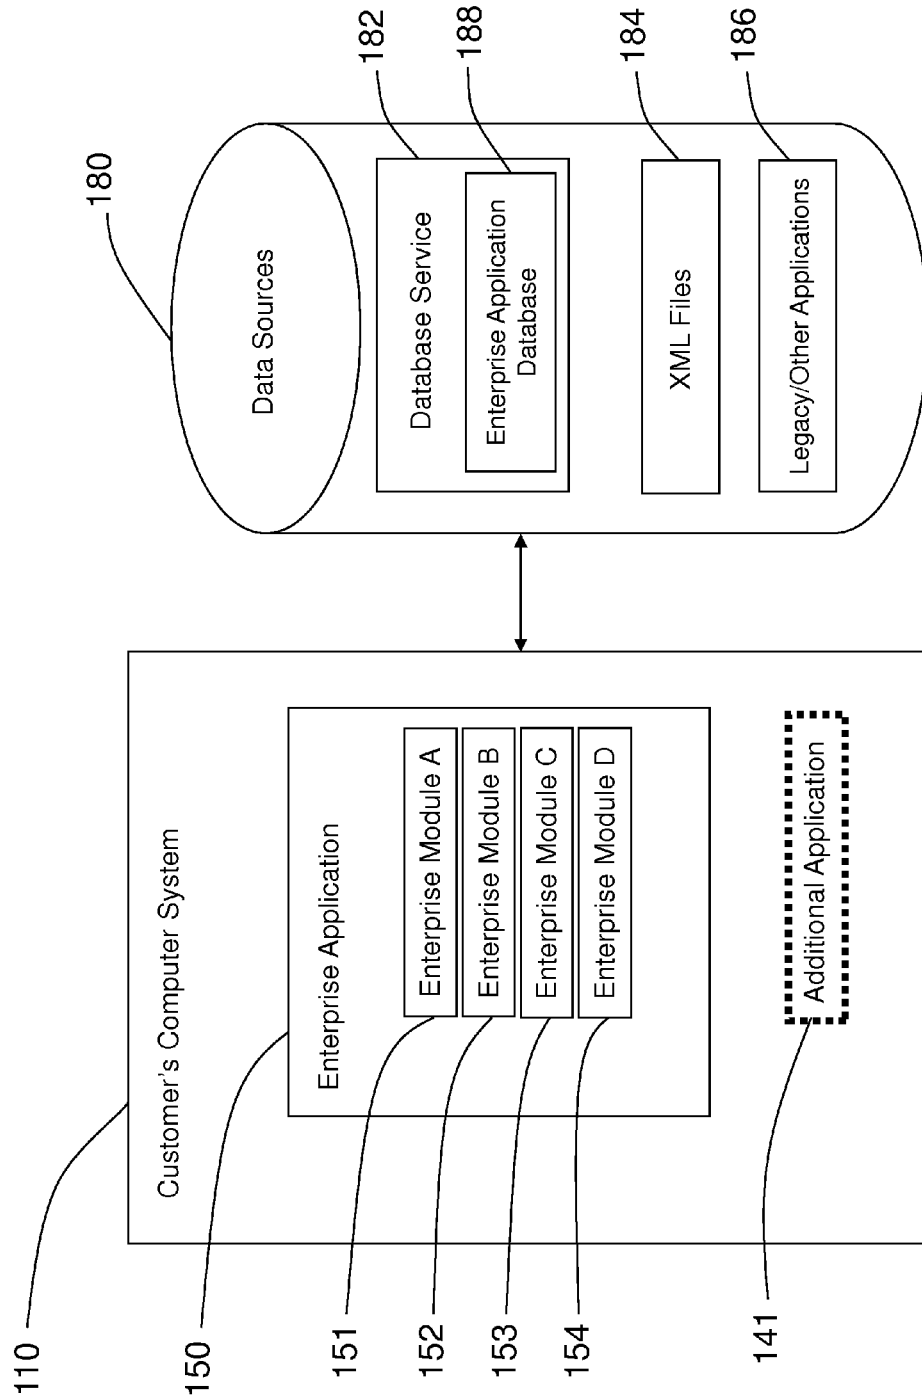 110
Customer's Computer System
150
Enterprise Application
151
Enterprise Module A
152
Enterprise Module B
153
Enterprise Module C
154
Enterprise Module D
141
Additional Application
180
Data Sources
182
Database Service
188
Enterprise Application
Database
184
XML Files
186
Legacy/Other Applications